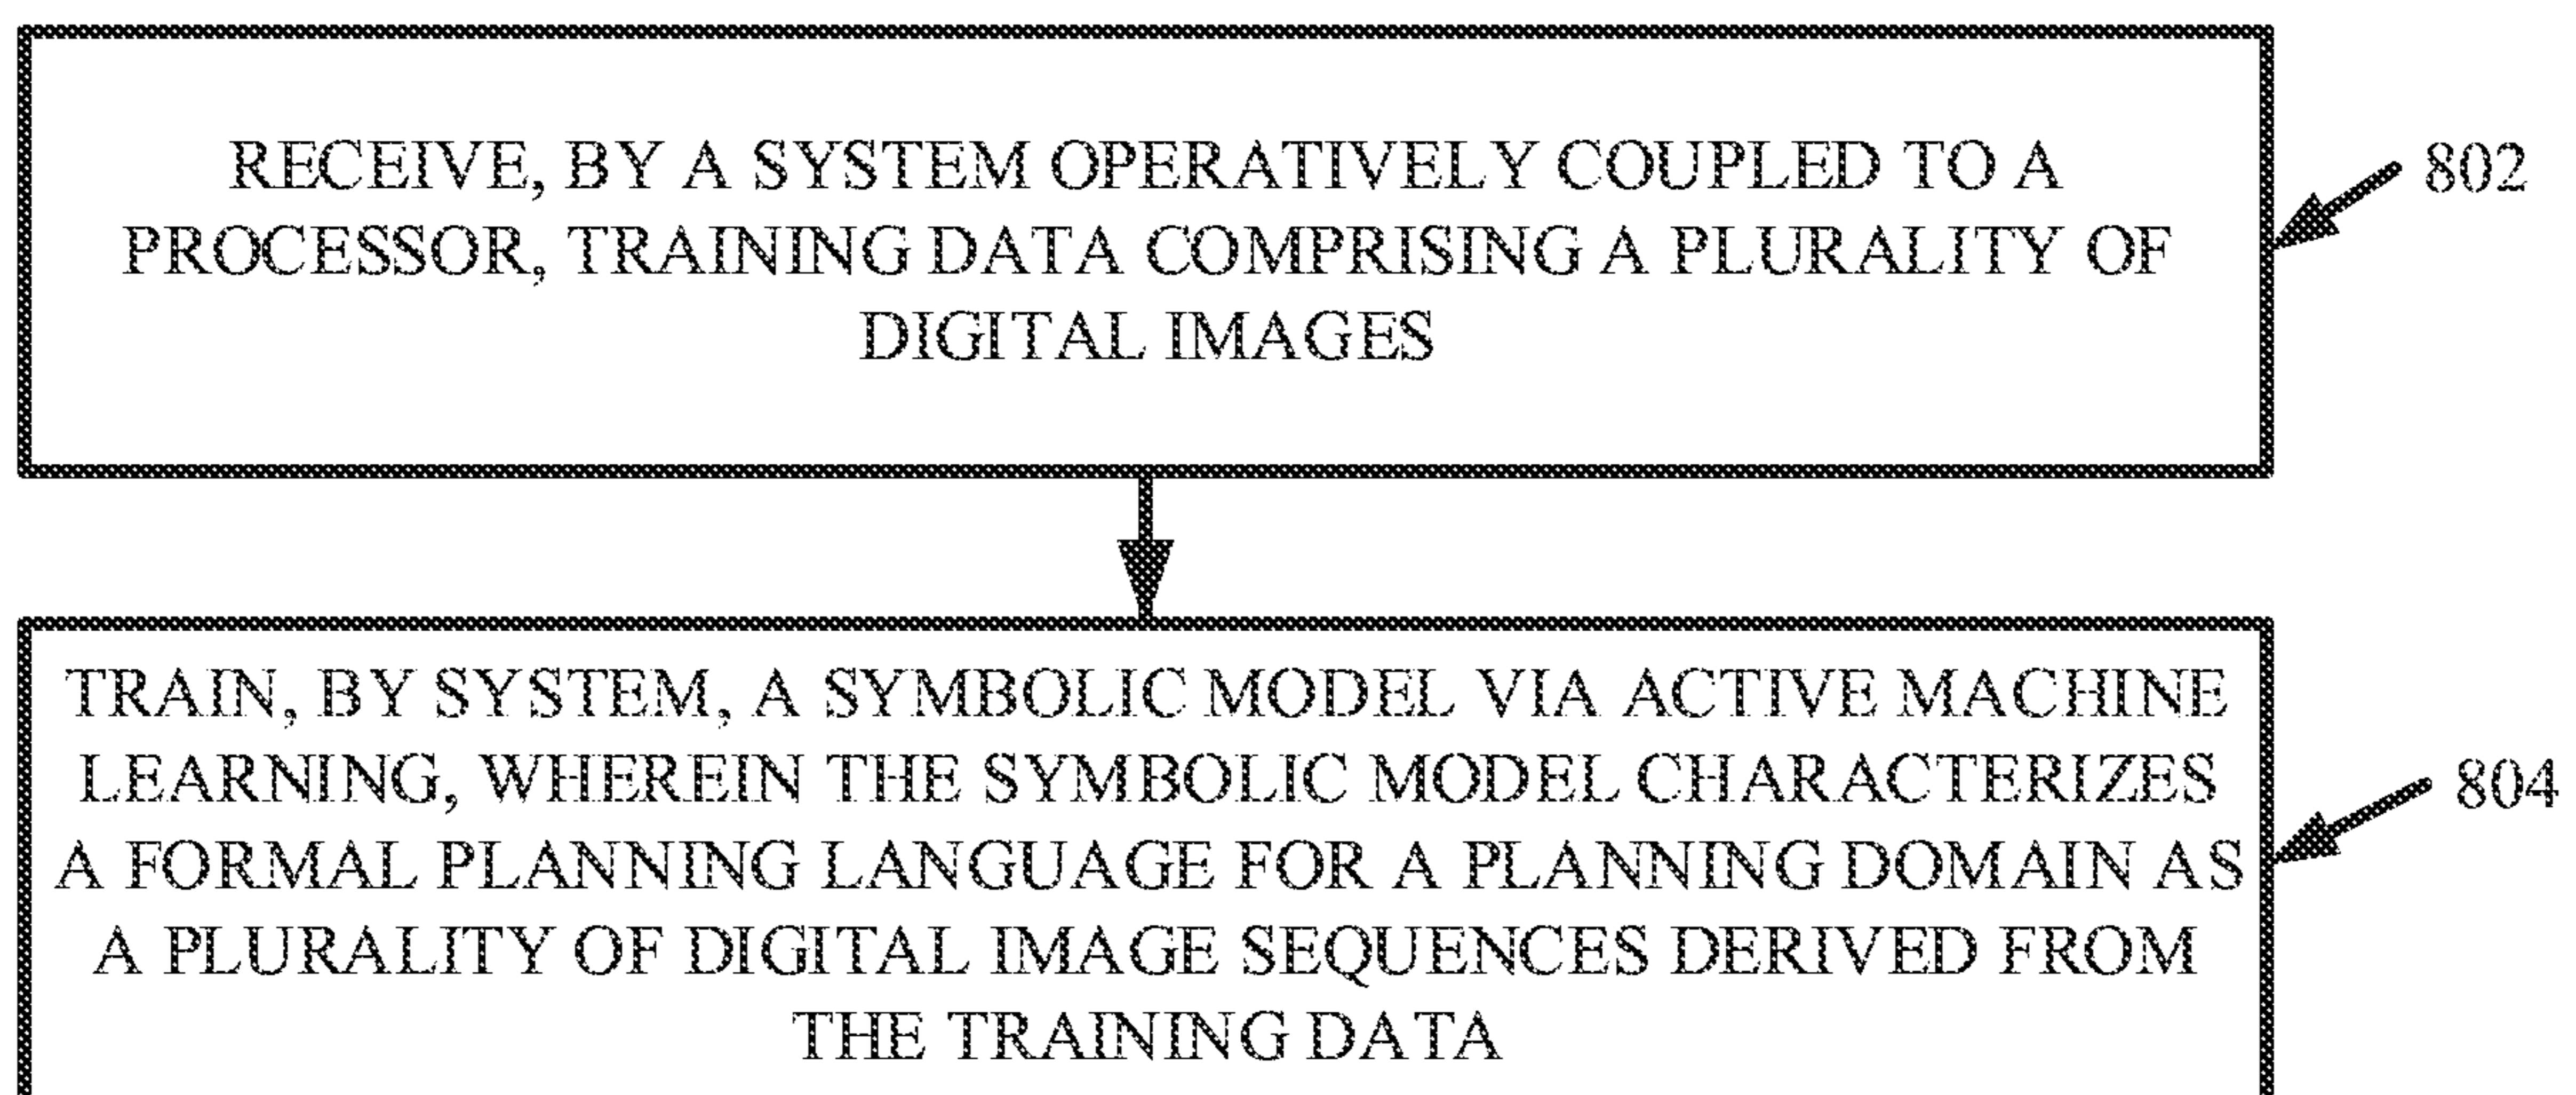 RECEIVE, BY A SYSTEM OPERATIVELY COUPLED TO A
PROCESSOR, TRAINING DATA COMPRISING A PLURALITY OF
DIGITAL IMAGES
802
TRAIN, BY SYSTEM, A SYMBOLIC MODEL VIA ACTIVE MACHINE
LEARNING, WHEREIN THE SYMBOLIC MODEL CHARACTERIZES
A FORMAL PLANNING LANGUAGE FOR A PLANNING DOMAIN AS
A PLURALITY OF DIGITAL IMAGE SEQUENCES DERIVED FROM
THE TRAINING DATA
804